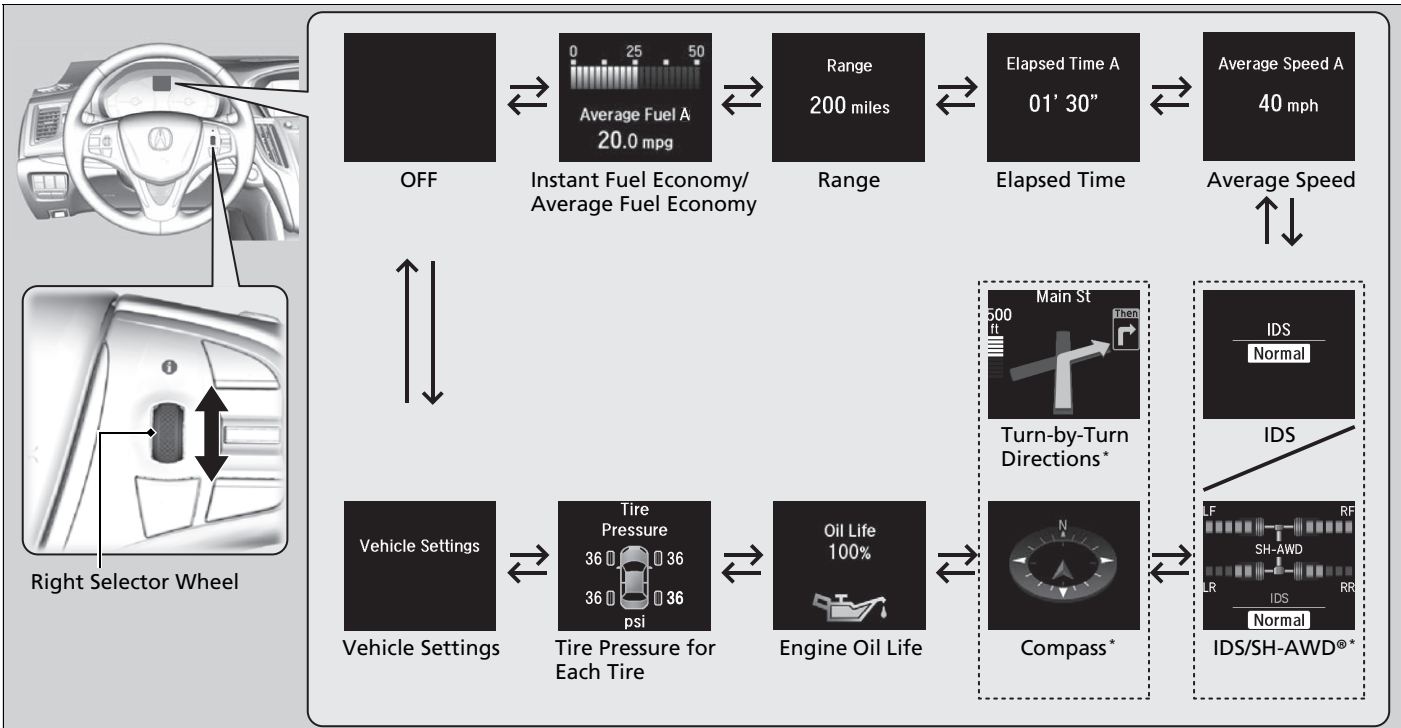 0 25 50
Average Fuel A
20.0 mpg
Range
200 miles
Elapsed Time A
01' 30”
Average Speed A
40 mph
OFF
Instant Fuel Economy/
Average Fuel Economy
Range
Elapsed Time
Average Speed
Main St
500
ft
Then
IDS
Normal
Turn-by-Turn
Directions*
IDS
i
Right Selector Wheel
Vehicle Settings
Tire
Pressure
36 36
36 36
psi
Oil Life
100%
N
LF RF
SH-AWD
LR RR
IDS
Normal
Vehicle Settings
Tire Pressure for
Each Tire
Engine Oil Life
Compass*
IDS/SH-AWD®*